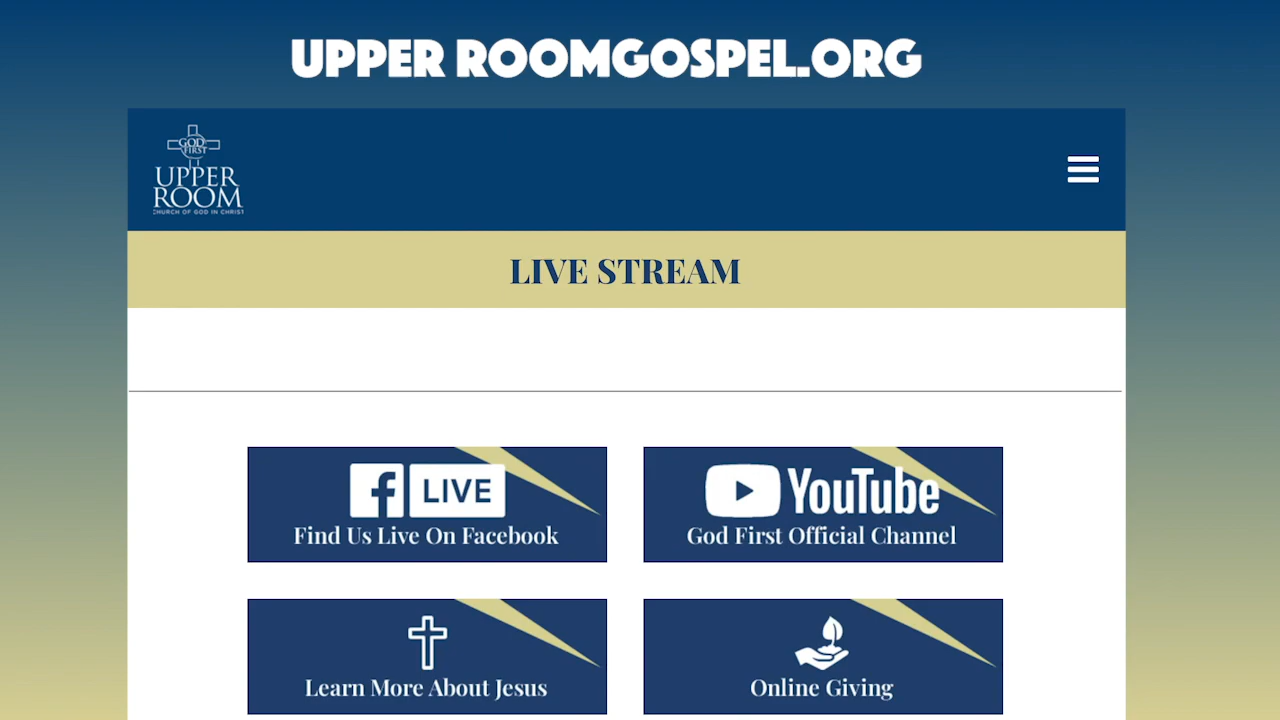 UPPER ROOMGOSPEL.ORG
GOD
FIRST
UPPER
ROOM
CHURCH OF GOD IN CHRIST
LIVE STREAM
f LIVE
Find Us Live On Facebook
YouTube
God First Official Channel
Learn More About Jesus
Online Giving